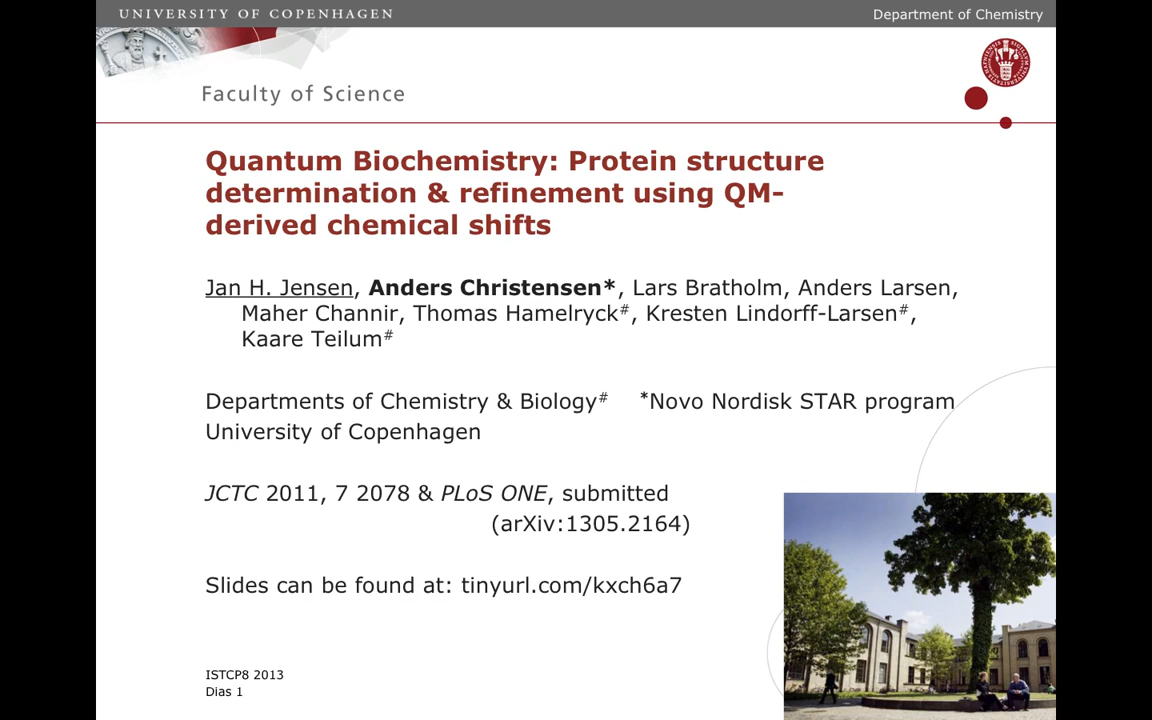 UNIVERSITY OF COPENHAGEN
Department of Chemistry
Faculty of Science
Quantum Biochemistry: Protein structure
determination & refinement using QM-
derived chemical shifts
Jan H. Jensen, Anders Christensen*, Lars Bratholm, Anders Larsen,
Maher Channir, Thomas Hamelryck#, Kresten Lindorff-Larsen#,
Kaare Teilum#
Departments of Chemistry & Biology# *Novo Nordisk STAR program
University of Copenhagen
JCTC 2011, 7 2078 & PLoS ONE, submitted
(arXiv:1305.2164)
Slides can be found at: tinyurl.com/kxch6a7
ISTCP8 2013
Dias 1